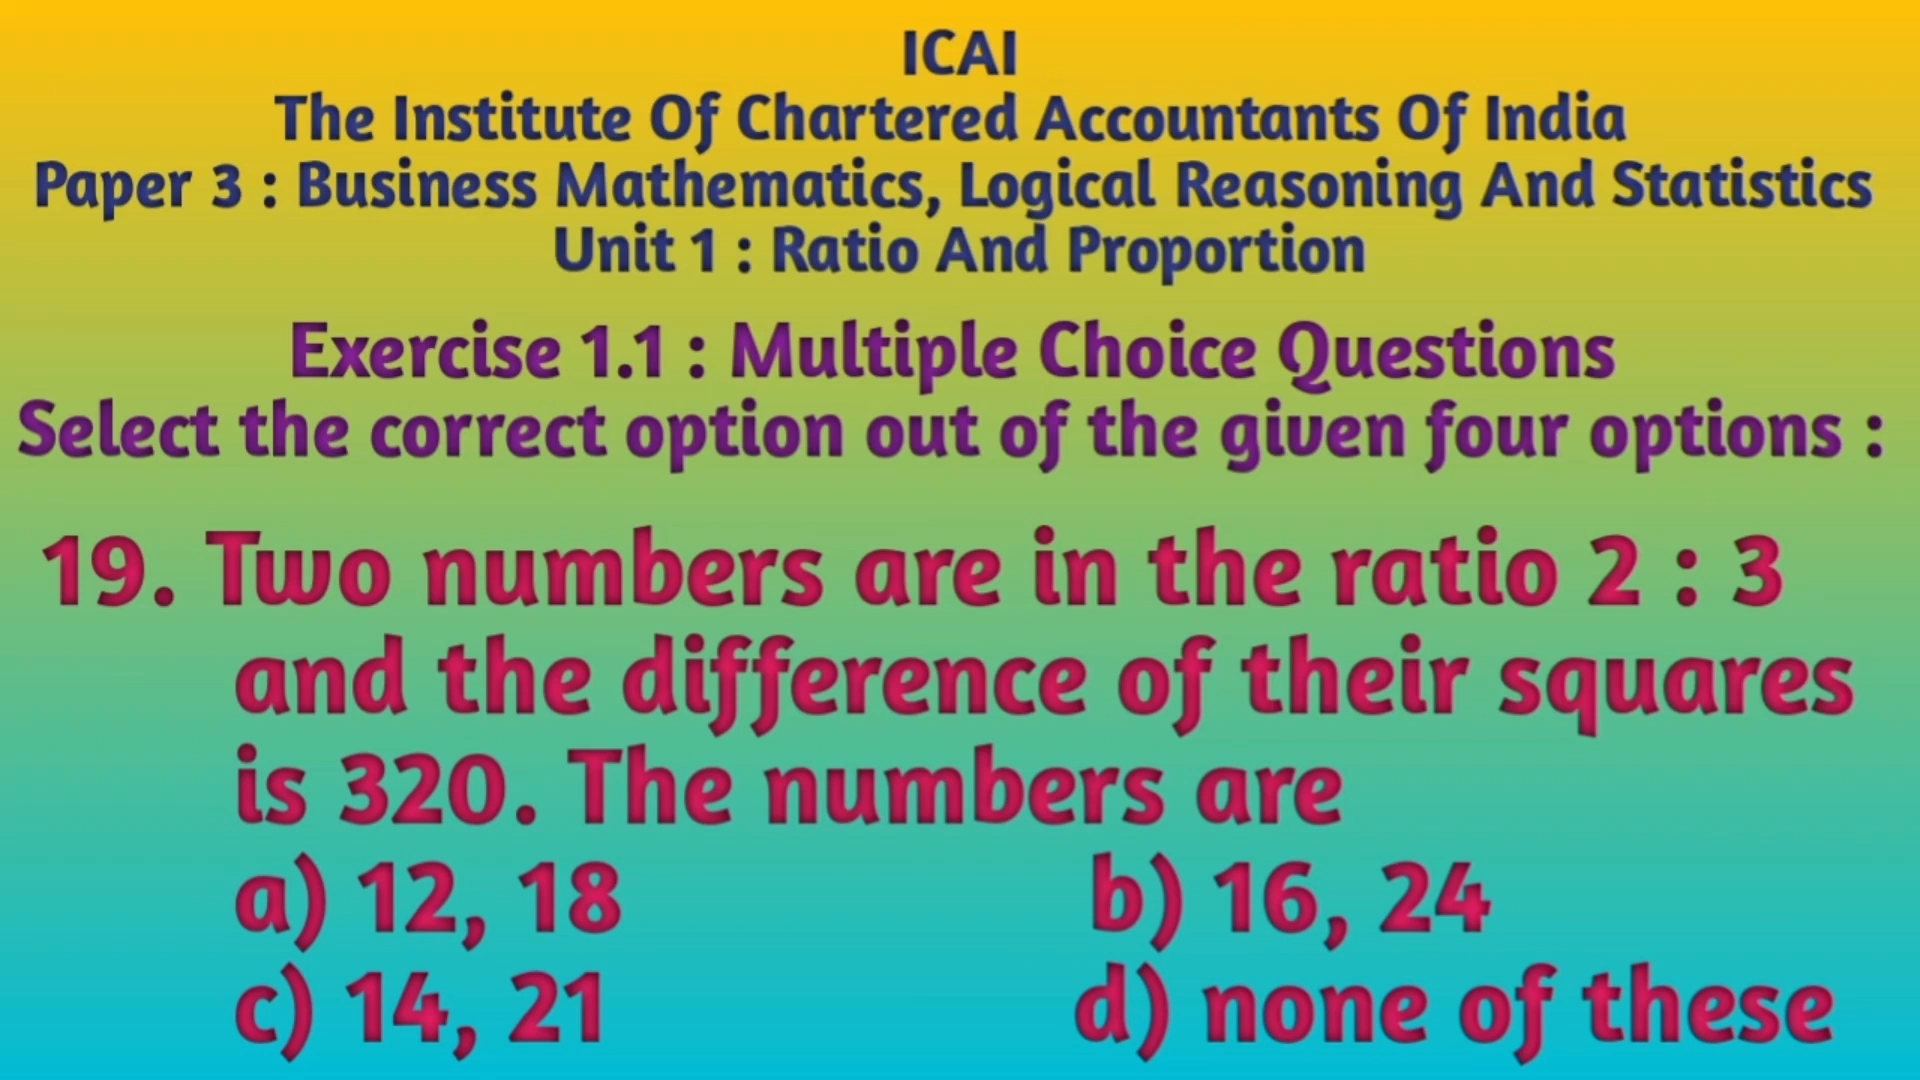 ICAI
The Institute Of Chartered Accountants Of India
Paper 3 : Business Mathematics, Logical Reasoning And Statistics
Unit 1 : Ratio And Proportion
Exercise 1.1 : Multiple Choice Questions
Select the correct option out of the given four options :
19. Two numbers are in the ratio 2 : 3
and the difference of their squares
is 320. The numbers are
a) 12, 18 b) 16, 24
c) 14, 21 d) none of these